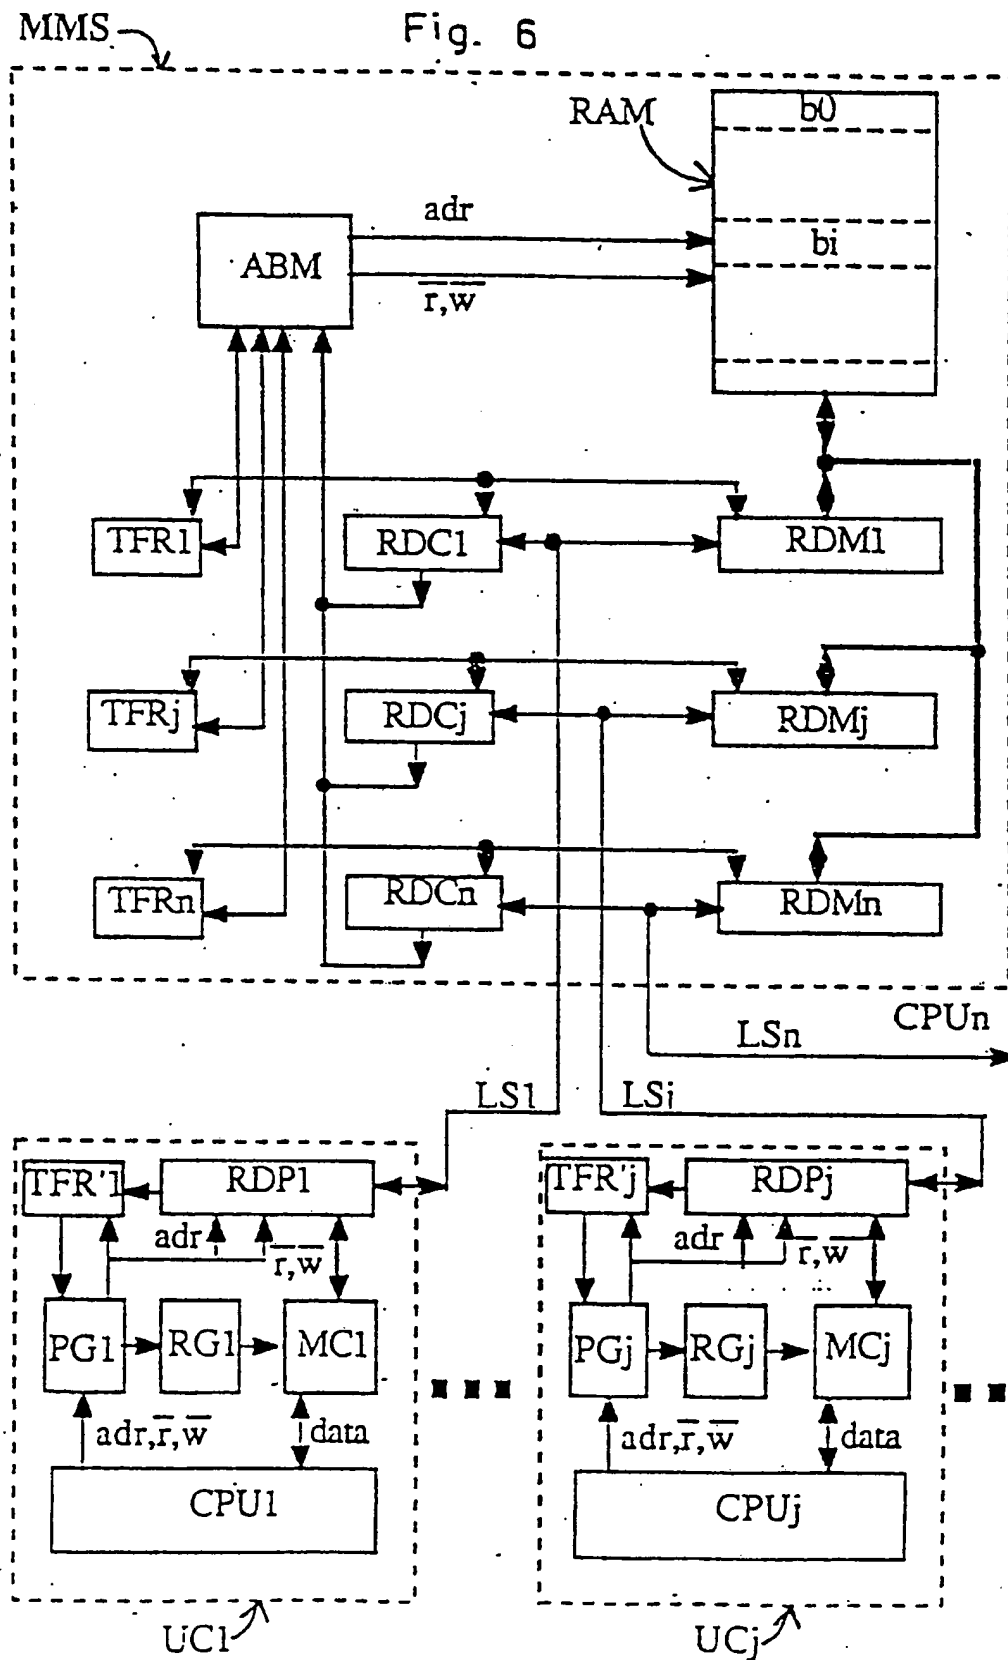 MMS
Fig. 6
RAM
b0
adr
ABM
bi
r̅,w̅
TFR1
RDC1
RDM1
TFRj
RDCj
RDMj
TFRn
RDCn
RDMn
CPUn
LSn
LS1
LSi
TFR'1
RDP1
TFR'j
RDPj
adr
r̅,w̅
adr
r̅,w̅
PG1
RG1
MC1
PGj
RGj
MCj
adr,r̅,w̅
data
adr,r̅,w̅
data
CPU1
CPUj
UC1
UCj